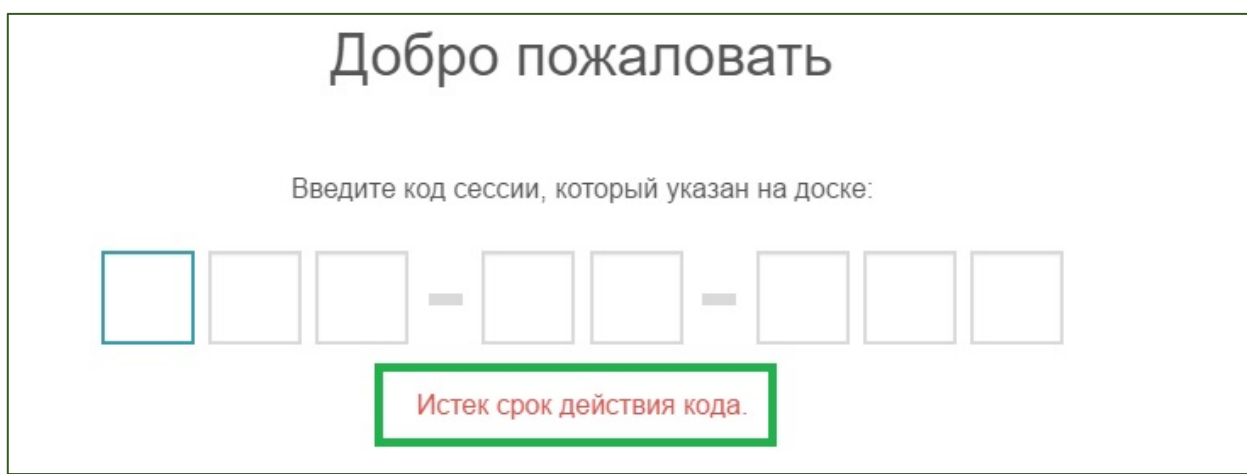 Добро пожаловать
Введите код сессии, который указан на доске:
Истек срок действия кода.